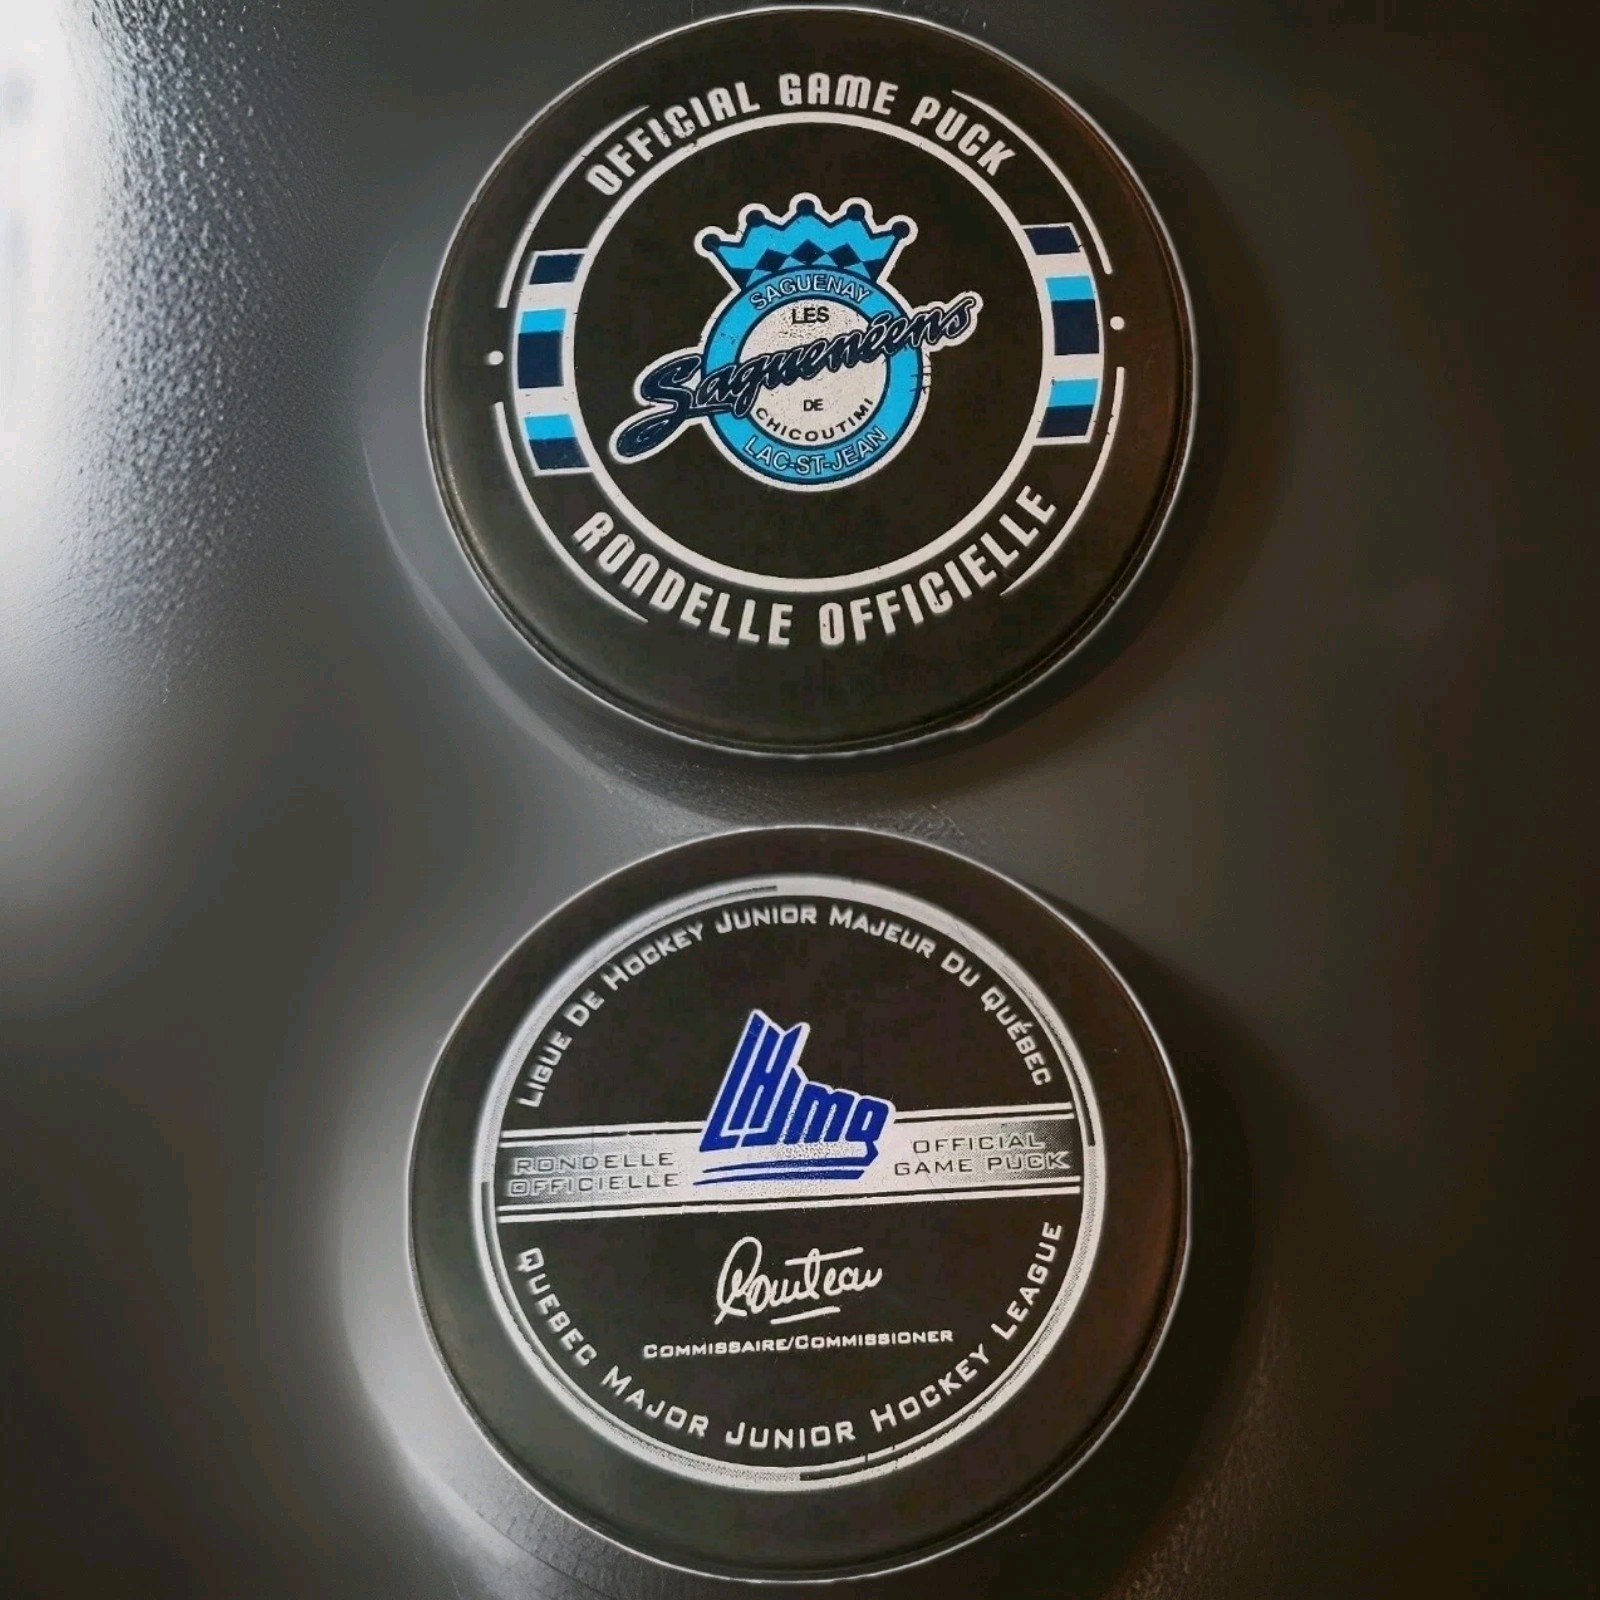 OFFICIAL GAME PUCK
SAGUENAY
LES
Saguenéens
DE
CHICOUTIMI
LAC-ST-JEAN
RONDELLE OFFICIELLE
LIGUE DE HOCKEY JUNIOR MAJEUR DU QUÉBEC
LHJMQ
RONDELLE
OFFICIELLE
OFFICIAL
GAME PUCK
COMMISSAIRE/COMMISSIONER
QUEBEC MAJOR JUNIOR HOCKEY LEAGUE